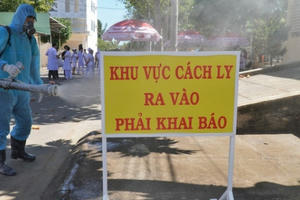 KHU VỰC CÁCH LY
RA VÀO
PHẢI KHAI BÁO